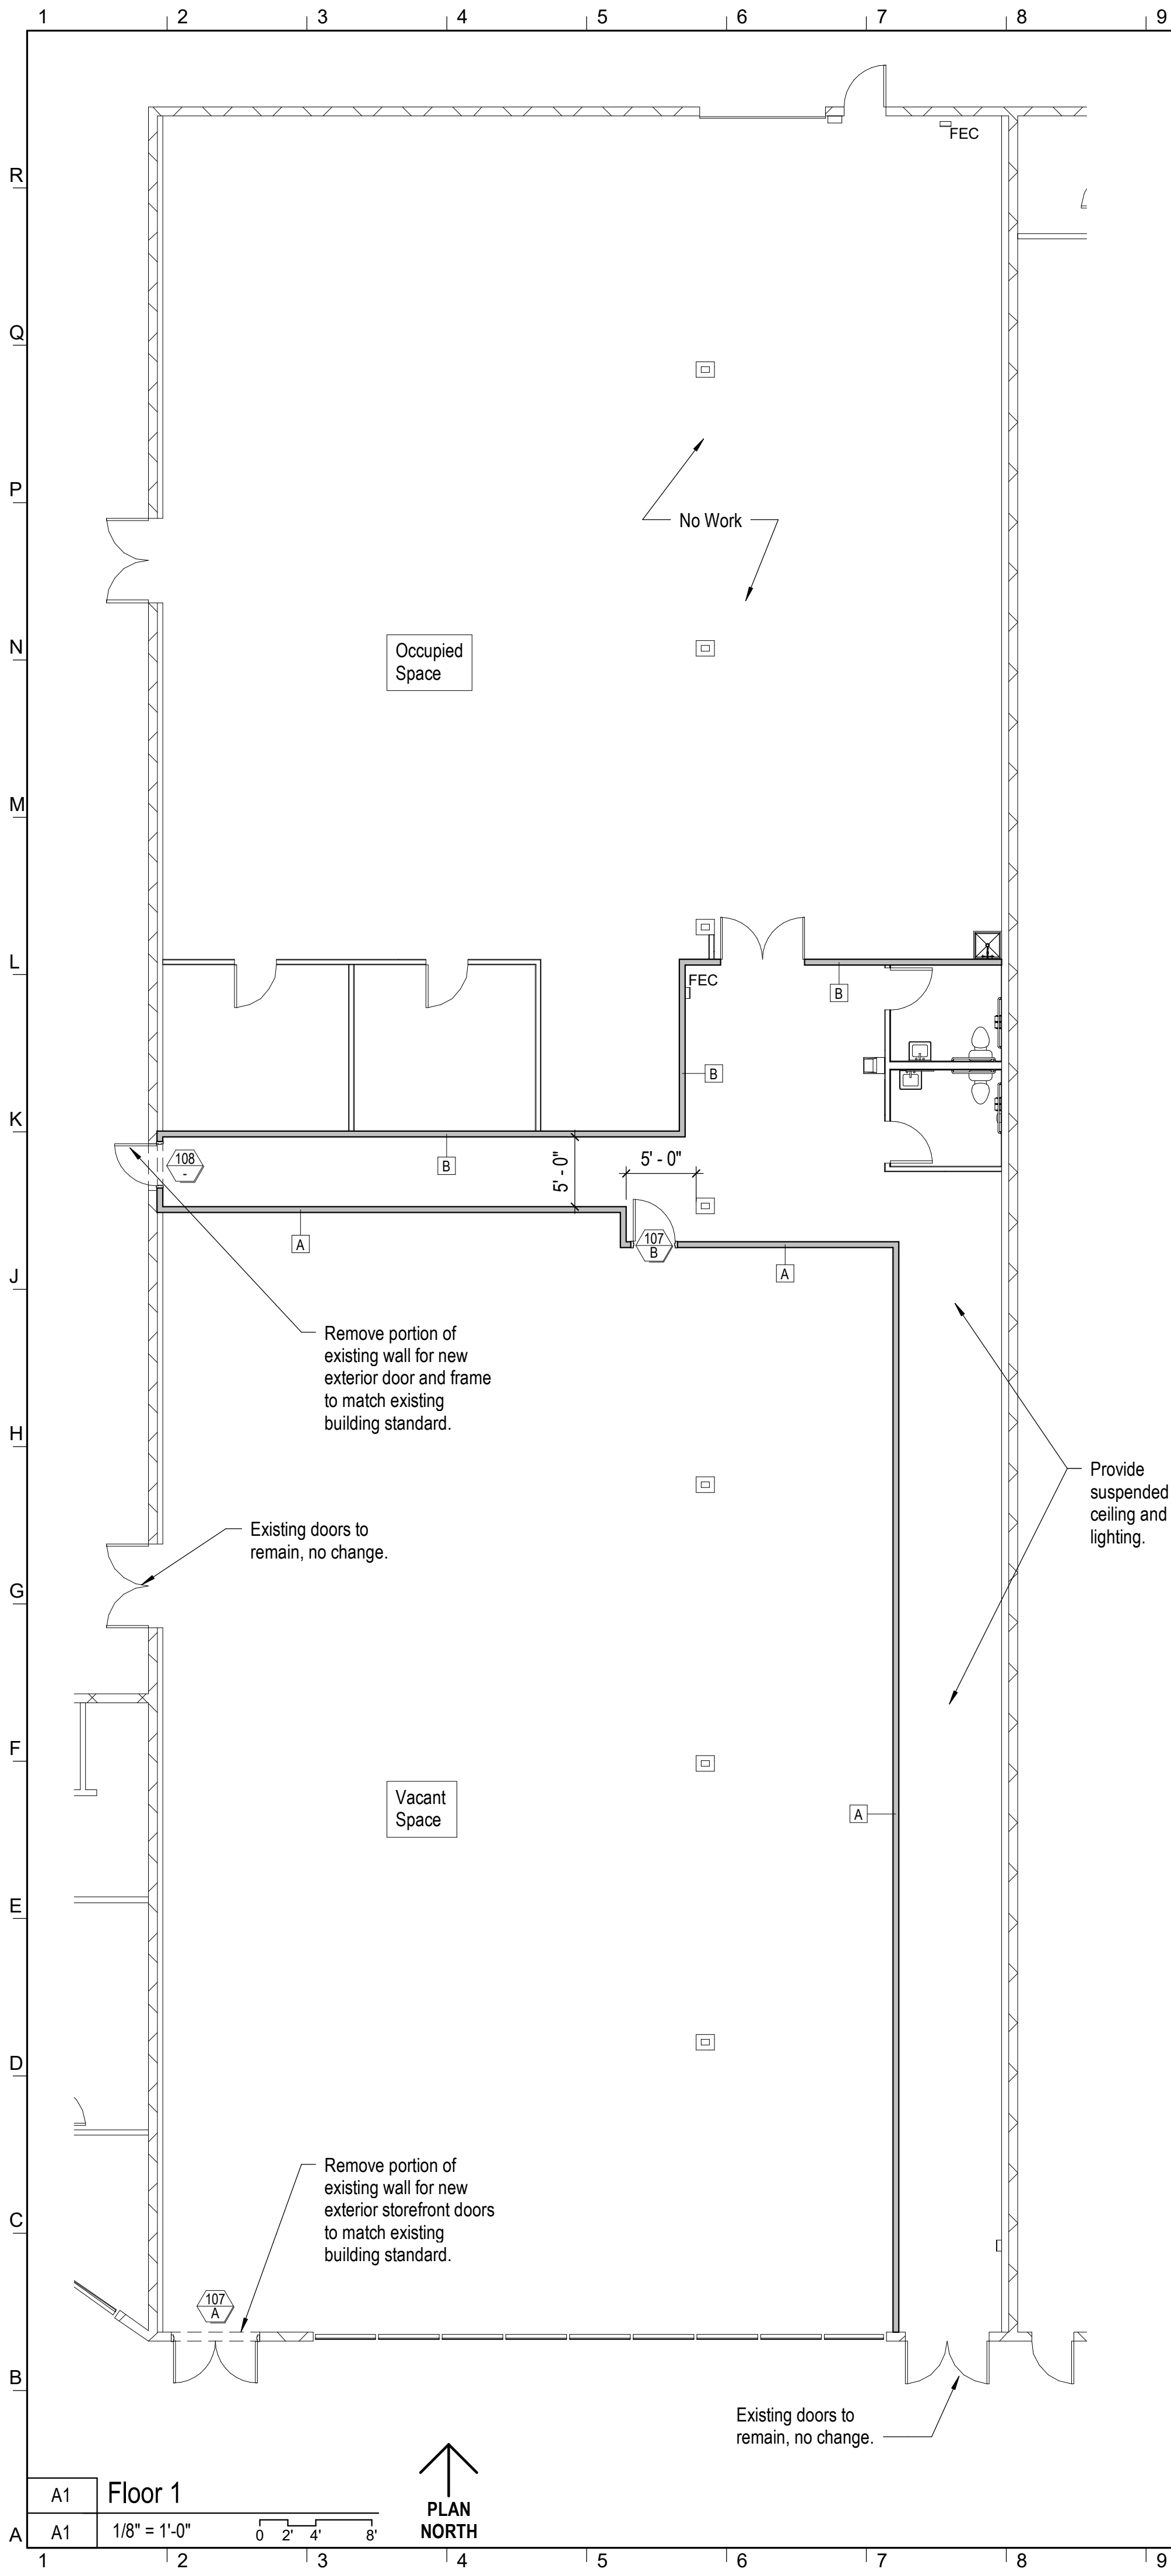 1 2 3 4 5 6 7 8 9
FEC
R
Q
P
No Work
N
Occupied
Space
M
L
FEC
B
B
K
108
-
B
5' - 0"
5' - 0"
A
107
B
A
J
Remove portion of
existing wall for new
exterior door and frame
to match existing
building standard.
H
Provide
suspended
ceiling and
lighting.
Existing doors to
remain, no change.
G
F
Vacant
Space
A
E
D
Remove portion of
existing wall for new
exterior storefront doors
to match existing
building standard.
C
107
A
B
Existing doors to
remain, no change.
A1 Floor 1
PLAN
NORTH
A
A1 1/8" = 1'-0"
0 2' 4' 8'
1 2 3 4 5 6 7 8 9